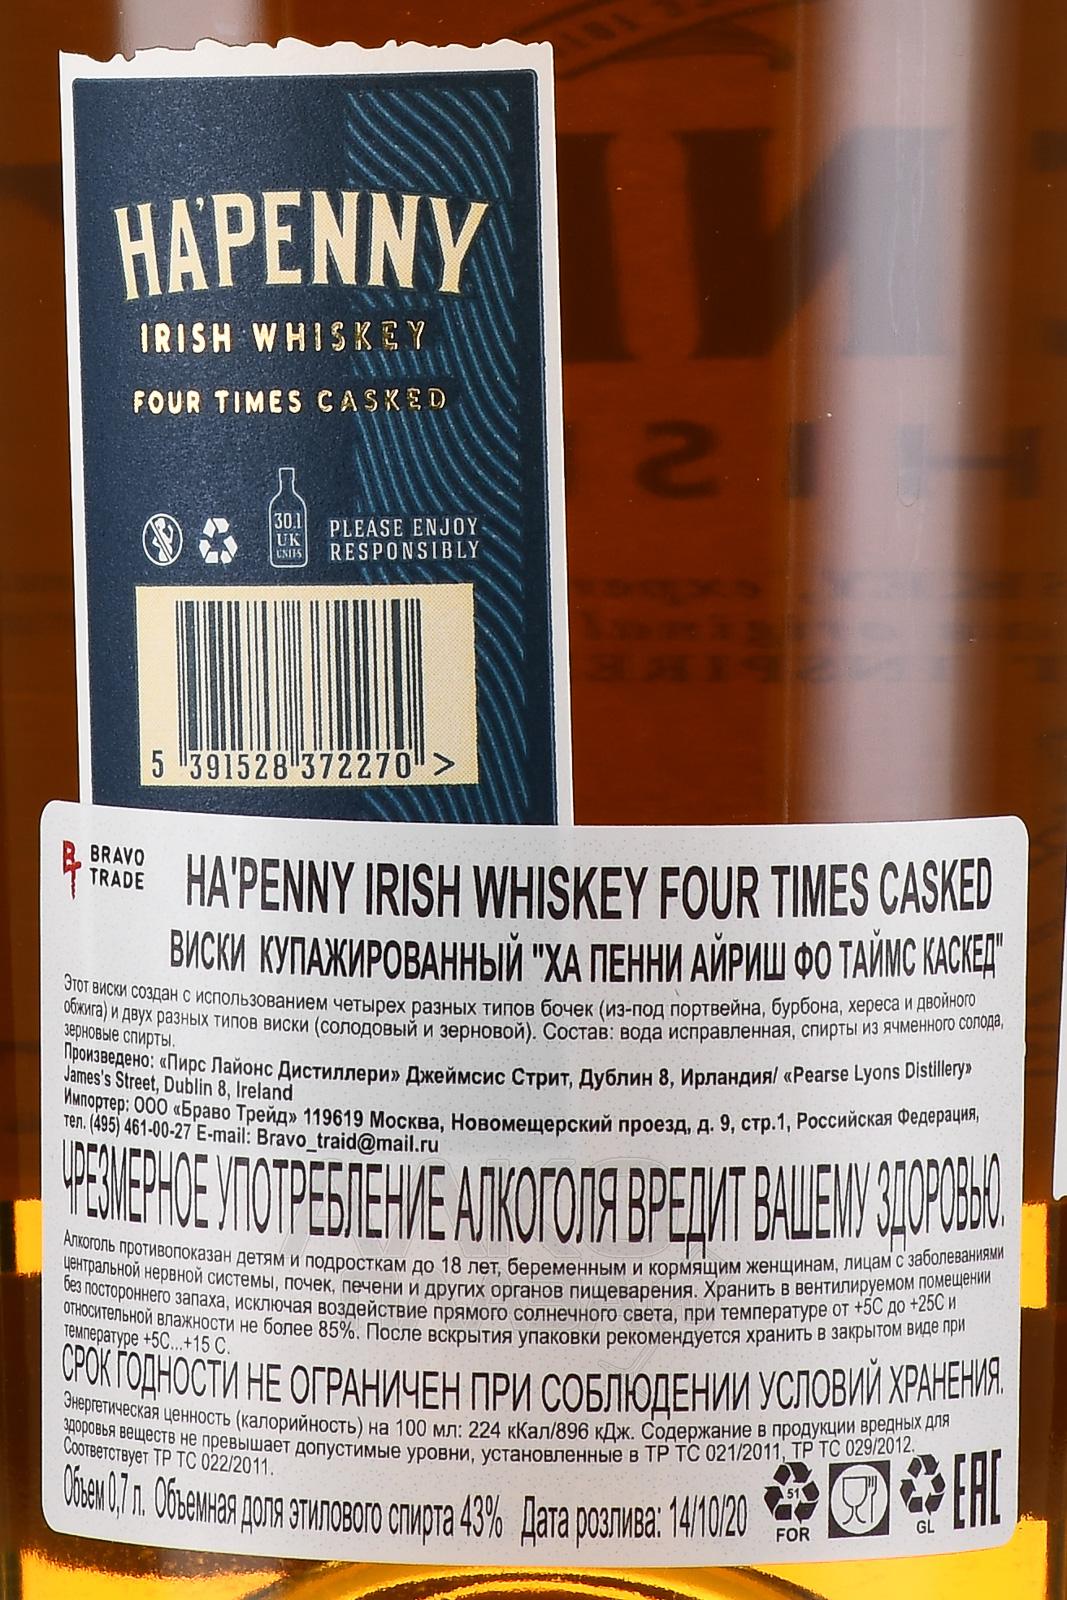 HA'PENNY
IRISH WHISKEY
FOUR TIMES CASKED
30.1
UK
UNITS
PLEASE ENJOY
RESPONSIBLY
5 391528 372270 >
BRAVO
TRADE
HA'PENNY IRISH WHISKEY FOUR TIMES CASKED
ВИСКИ КУПАЖИРОВАННЫЙ "ХА ПЕННИ АЙРИШ ФО ТАЙМС КАСКЕД"
Этот виски создан с использованием четырех разных типов бочек (из-под портвейна, бурбона, хереса и двойного
обжига) и двух разных типов виски (солодовый и зерновой). Состав: вода исправленная, спирты из ячменного солода,
зерновые спирты.
Произведено: «Пирс Лайонс Дистиллери» Джеймсис Стрит, Дублин 8, Ирландия/ «Pearse Lyons Distillery»
James's Street, Dublin 8, Ireland
Импортер: ООО «Браво Трейд» 119619 Москва, Новомещерский проезд, д. 9, стр.1, Российская Федерация,
тел. (495) 461-00-27 E-mail: Bravo_traid@mail.ru
ЧРЕЗМЕРНОЕ УПОТРЕБЛЕНИЕ АЛКОГОЛЯ ВРЕДИТ ВАШЕМУ ЗДОРОВЬЮ.
Алкоголь противопоказан детям и подросткам до 18 лет, беременным и кормящим женщинам, лицам с заболеваниями
центральной нервной системы, почек, печени и других органов пищеварения. Хранить в вентилируемом помещении
без постороннего запаха, исключая воздействие прямого солнечного света, при температуре от +5С до +25С и
относительной влажности не более 85%. После вскрытия упаковки рекомендуется хранить в закрытом виде при
температуре +5С...+15 С.
СРОК ГОДНОСТИ НЕ ОГРАНИЧЕН ПРИ СОБЛЮДЕНИИ УСЛОВИЙ ХРАНЕНИЯ.
Энергетическая ценность (калорийность) на 100 мл: 224 кКал/896 кДж. Содержание в продукции вредных для
здоровья веществ не превышает допустимые уровни, установленные в ТР ТС 021/2011, ТР ТС 029/2012.
Соответствует ТР ТС 022/2011.
Объем 0,7 л. Объемная доля этилового спирта 43% Дата розлива: 14/10/20
51
FOR
GL
EAC